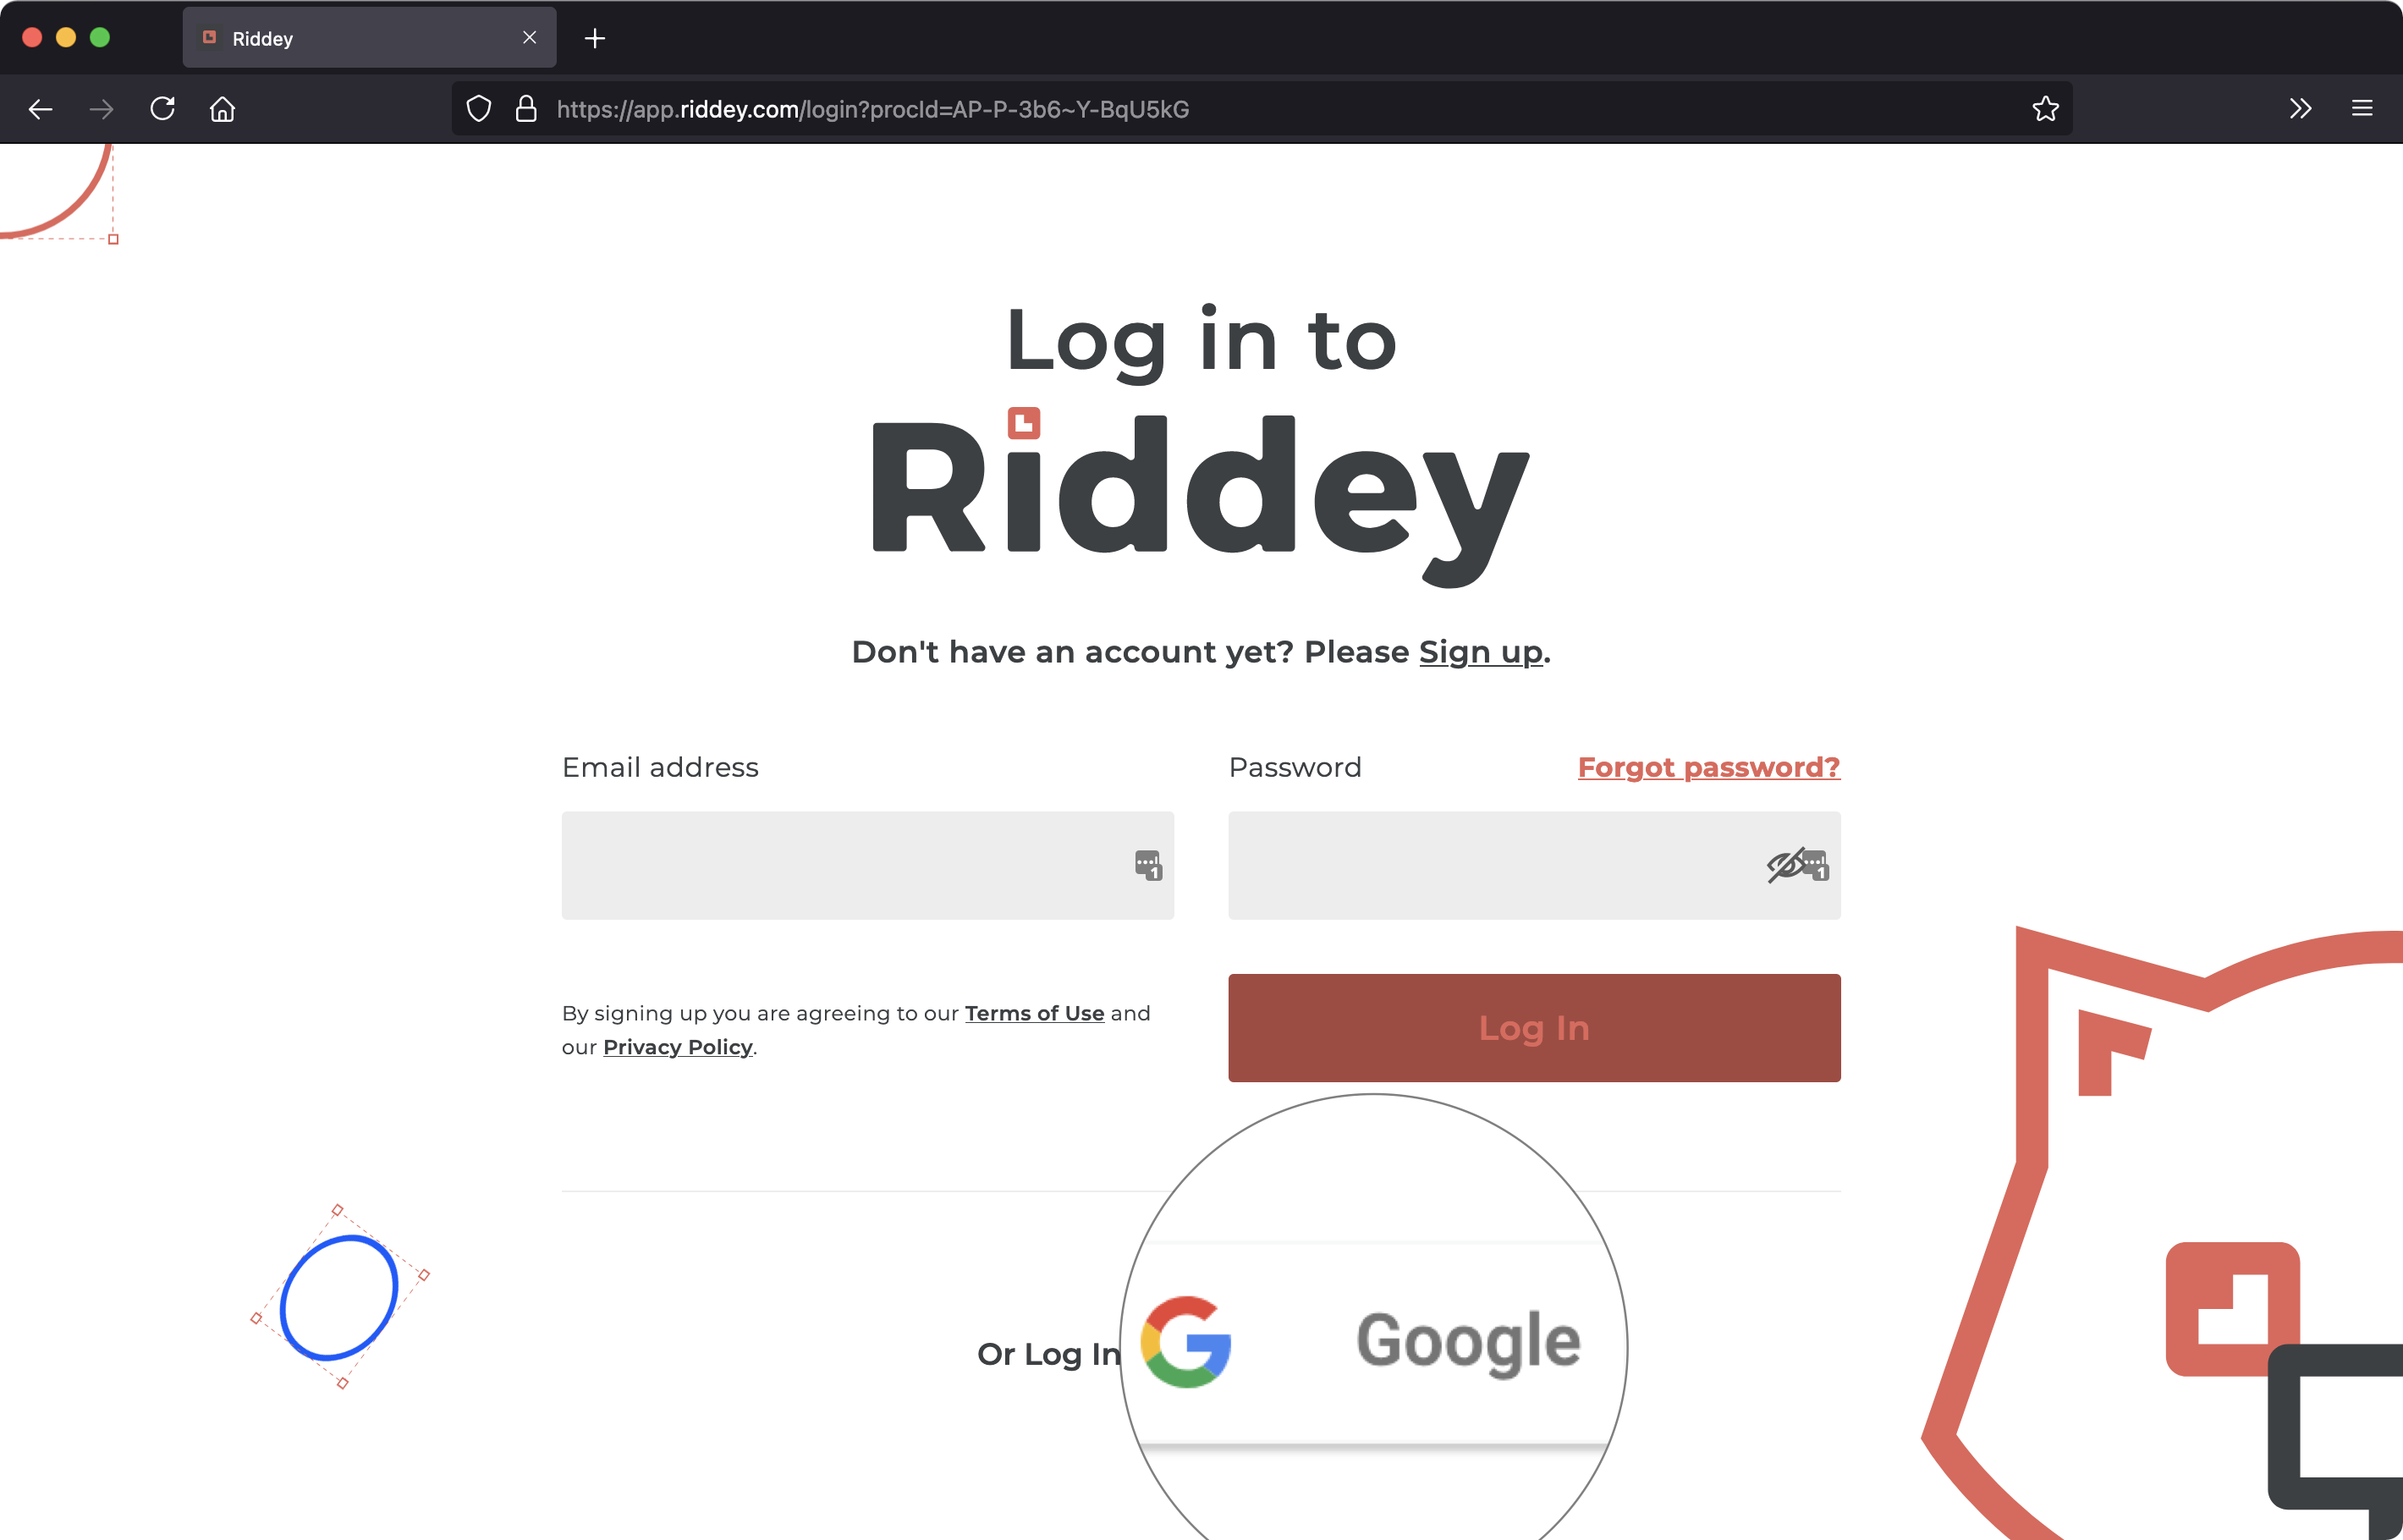 Riddey
https://app.riddey.com/login?procId=AP-P-3b6~Y-BqU5kG
Log in to
Riddey
Don't have an account yet? Please Sign up.
Email address
Password
Forgot password?
1
1
By signing up you are agreeing to our Terms of Use and
our Privacy Policy.
Log In
Or Log In
Google